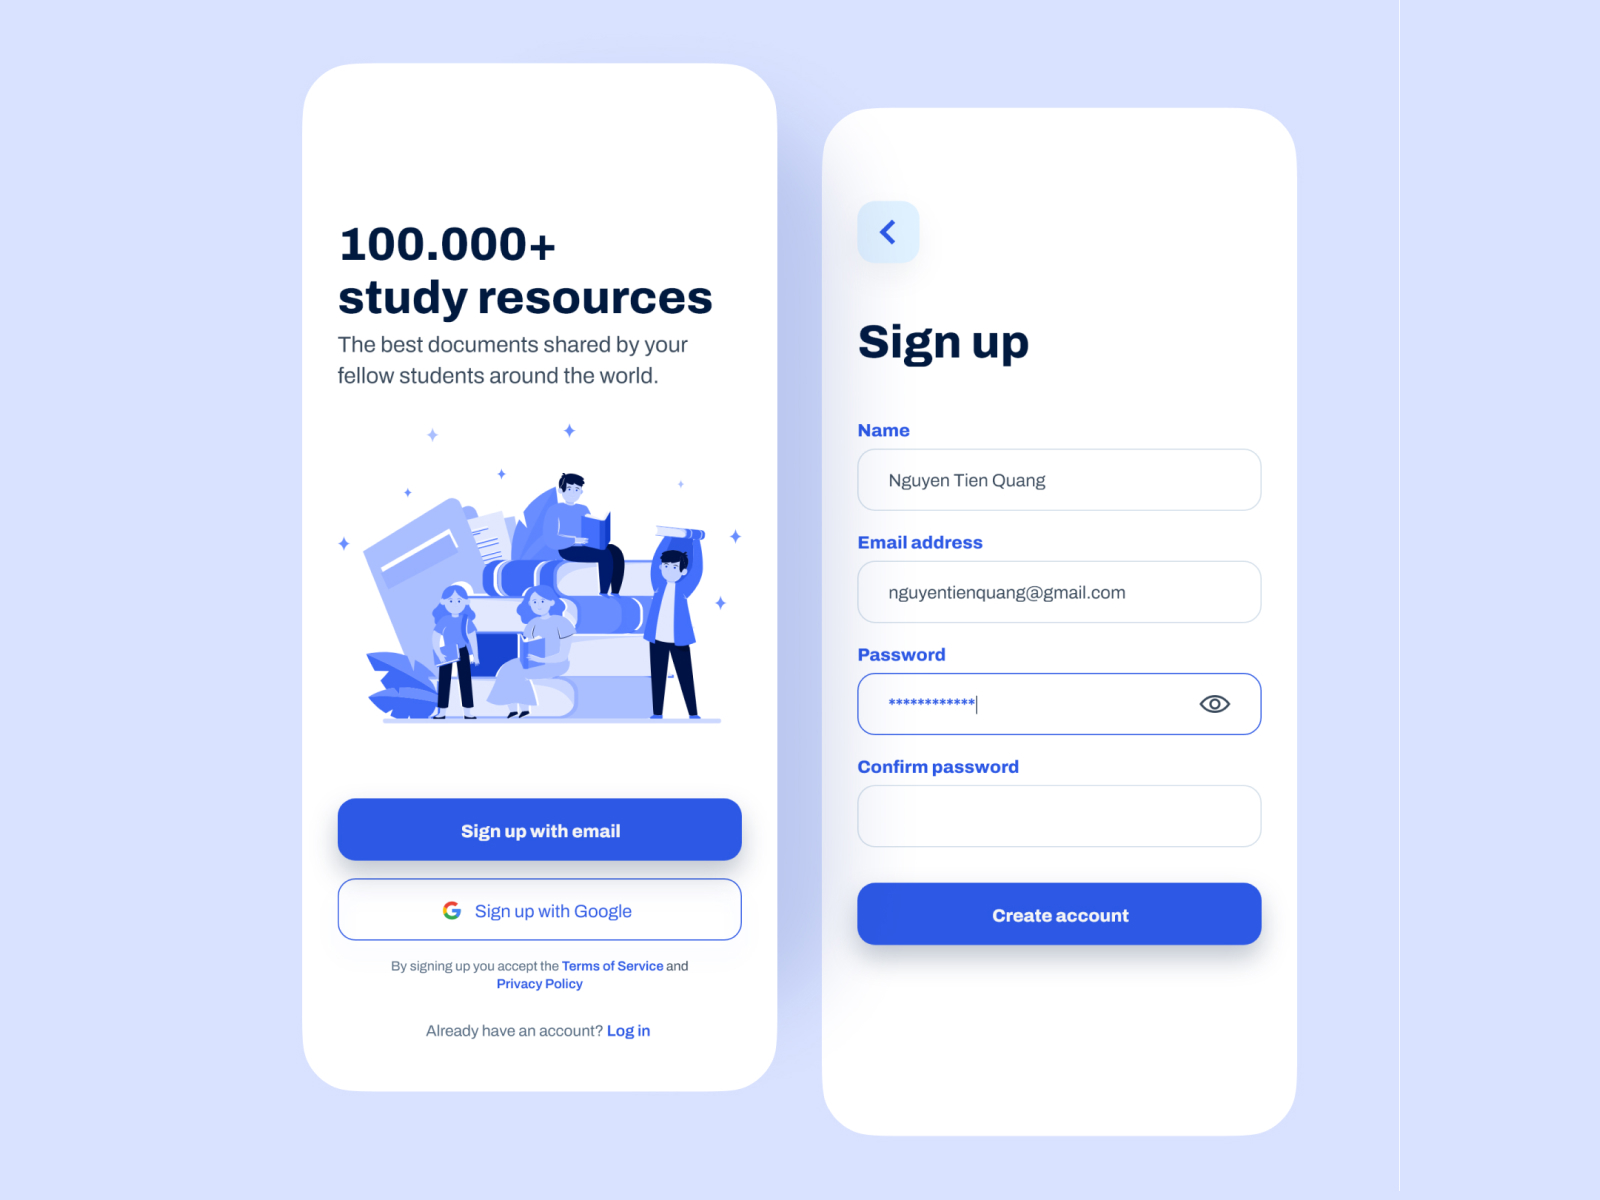 100.000+
study resources
The best documents shared by your
fellow students around the world.
Sign up with email
Sign up with Google
By signing up you accept the Terms of Service and
Privacy Policy
Already have an account? Log in
Sign up
Name
Nguyen Tien Quang
Email address
nguyentienquang@gmail.com
Password
************
Confirm password
Create account